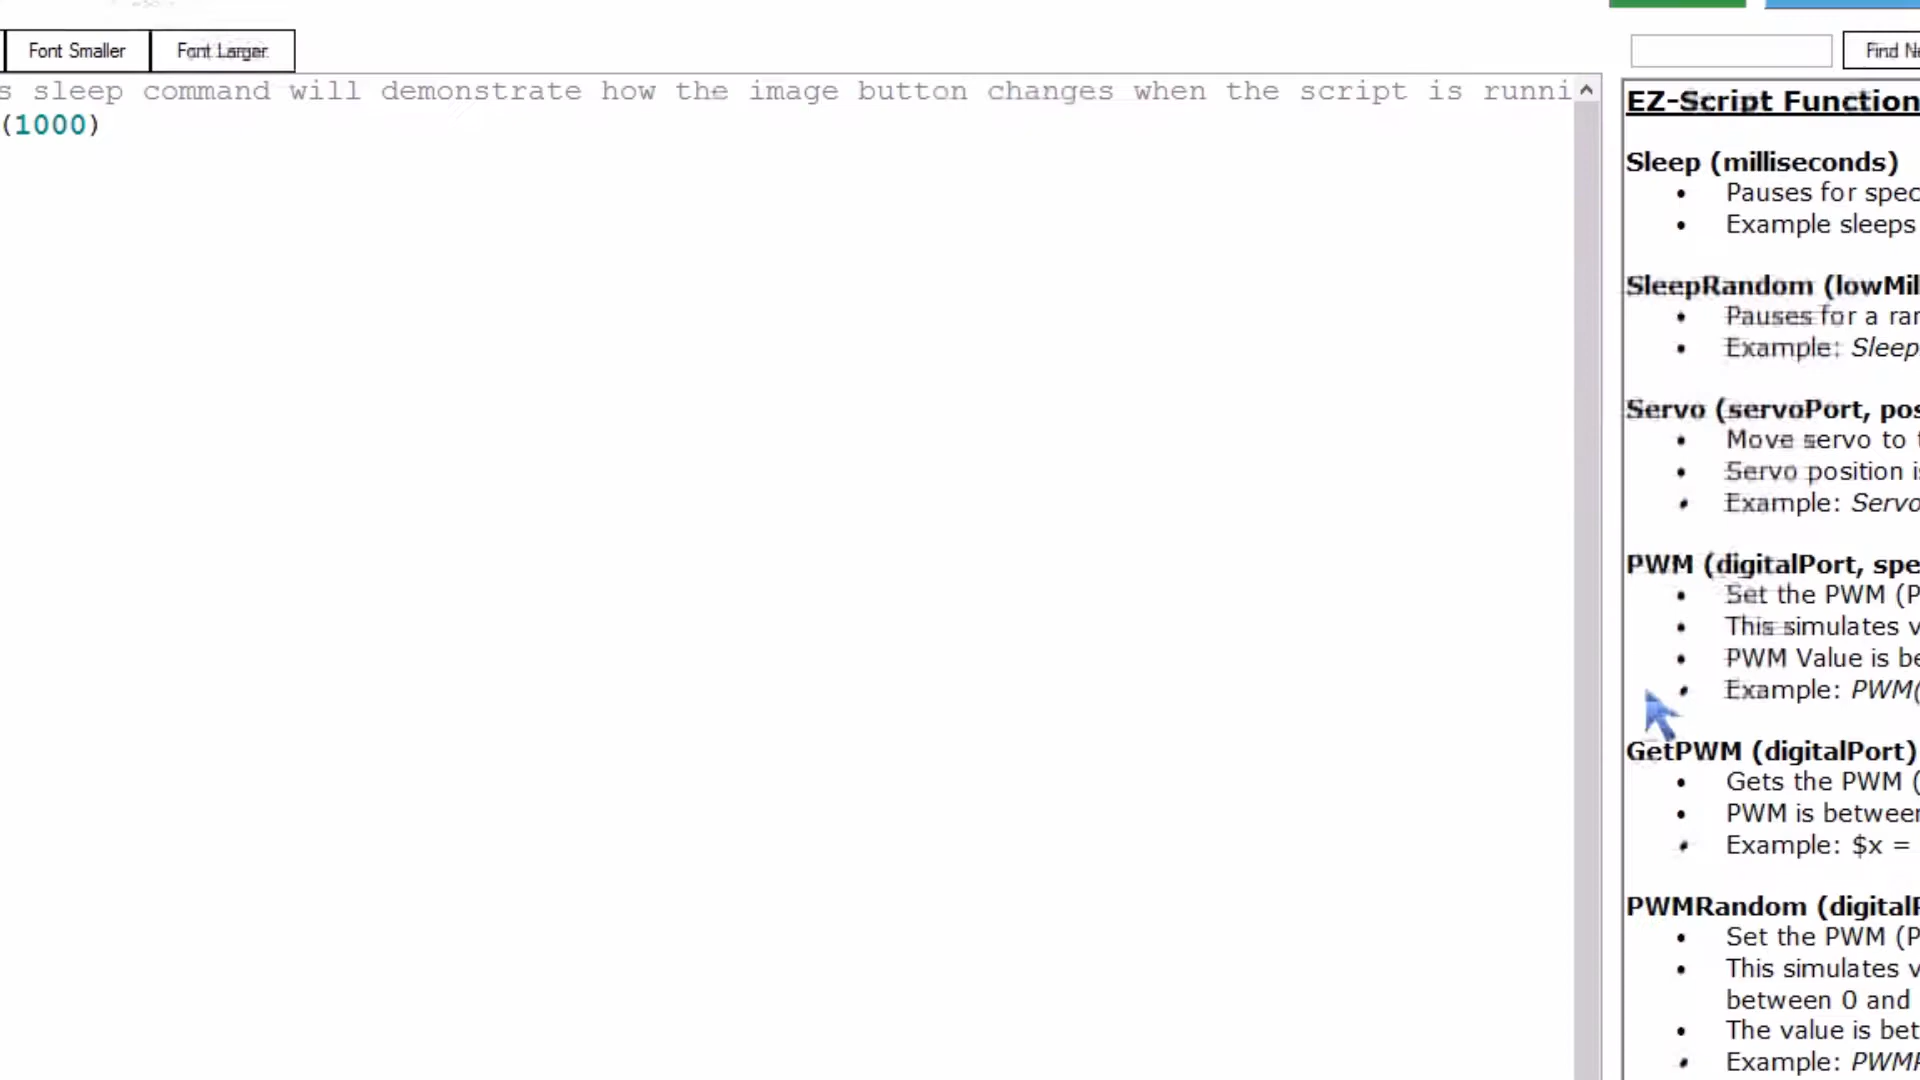 Font Smaller
Font Larger
s sleep command will demonstrate how the image button changes when the script is runni
(1000)
Find Ne
EZ-Script Function
Sleep (milliseconds)
• Pauses for spec
• Example sleeps
SleepRandom (lowMil
• Pauses for a ran
• Example: Sleep
Servo (servoPort, pos
• Move servo to t
• Servo position is
• Example: Servo
PWM (digitalPort, spe
• Set the PWM (P
• This simulates v
• PWM Value is be
• Example: PWM(
GetPWM (digitalPort)
• Gets the PWM (
• PWM is between
• Example: $x =
PWMRandom (digitalP
• Set the PWM (P
• This simulates v
between 0 and
• The value is bet
• Example: PWMR